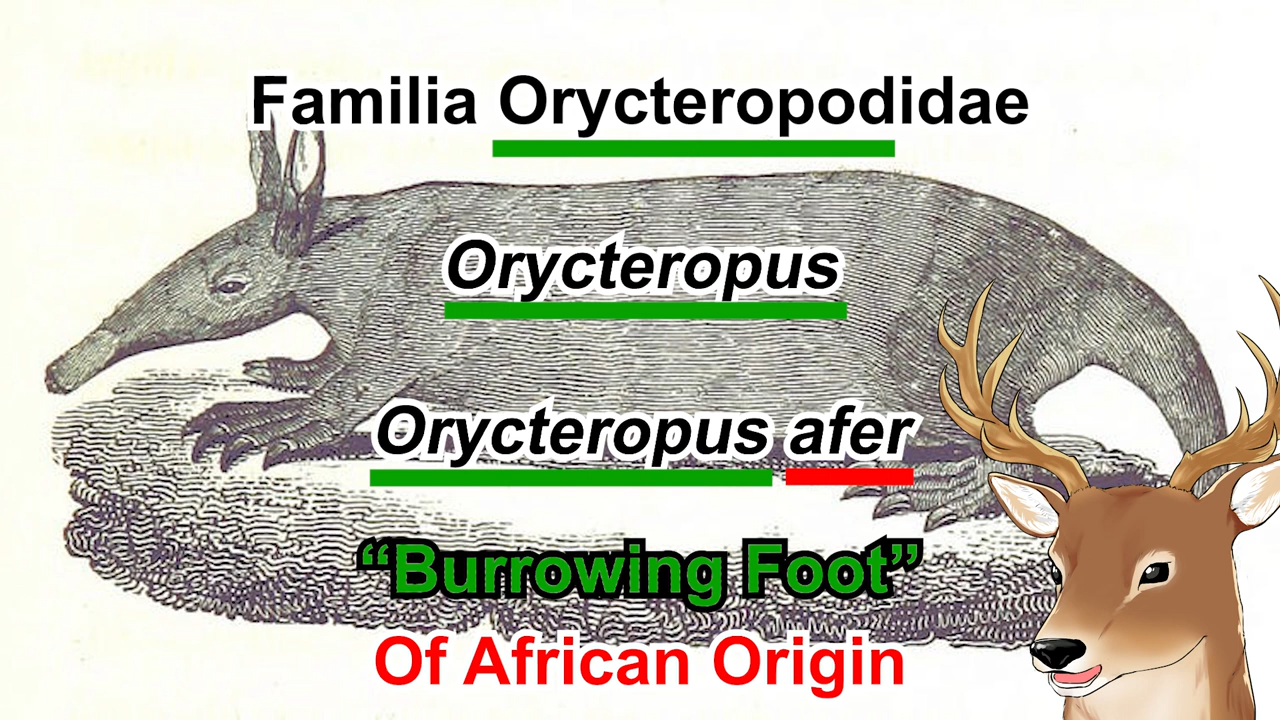 Familia Orycteropodidae
Orycteropus
Orycteropus afer
“Burrowing Foot”
Of African Origin